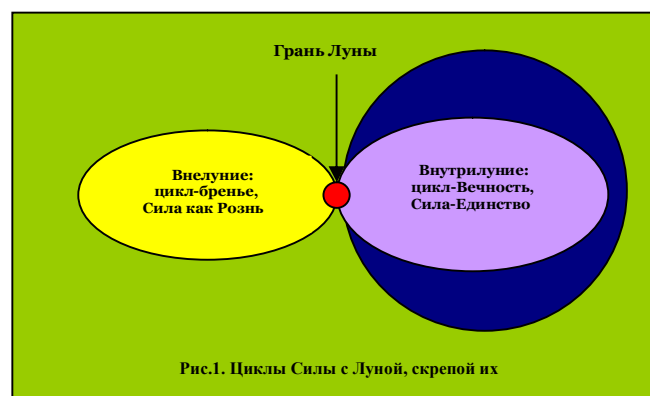 Грань Луны
Внелуние:
цикл-бренье,
Сила как Рознь
Внутрилуние:
цикл-Вечность,
Сила-Единство
Рис.1. Циклы Силы с Луной, скрепой их